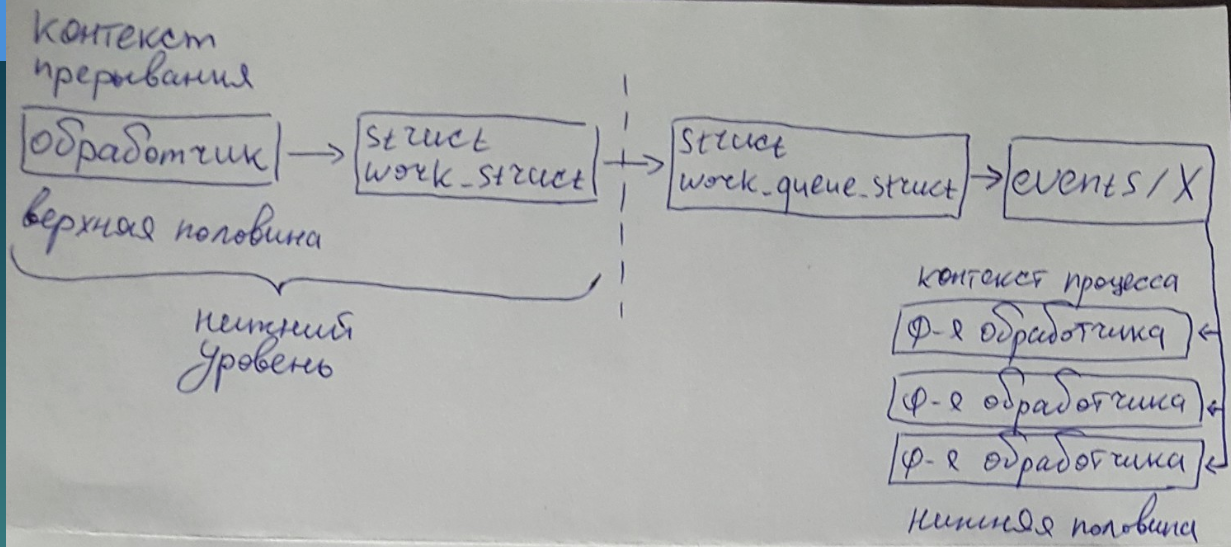 контекст
прерывания
обработчик
struct
work_struct
struct
work_queue_struct
events/X
верхняя половина
нижний
уровень
контекст процесса
ф-я обработчика
ф-я обработчика
ф-я обработчика
нижняя половина